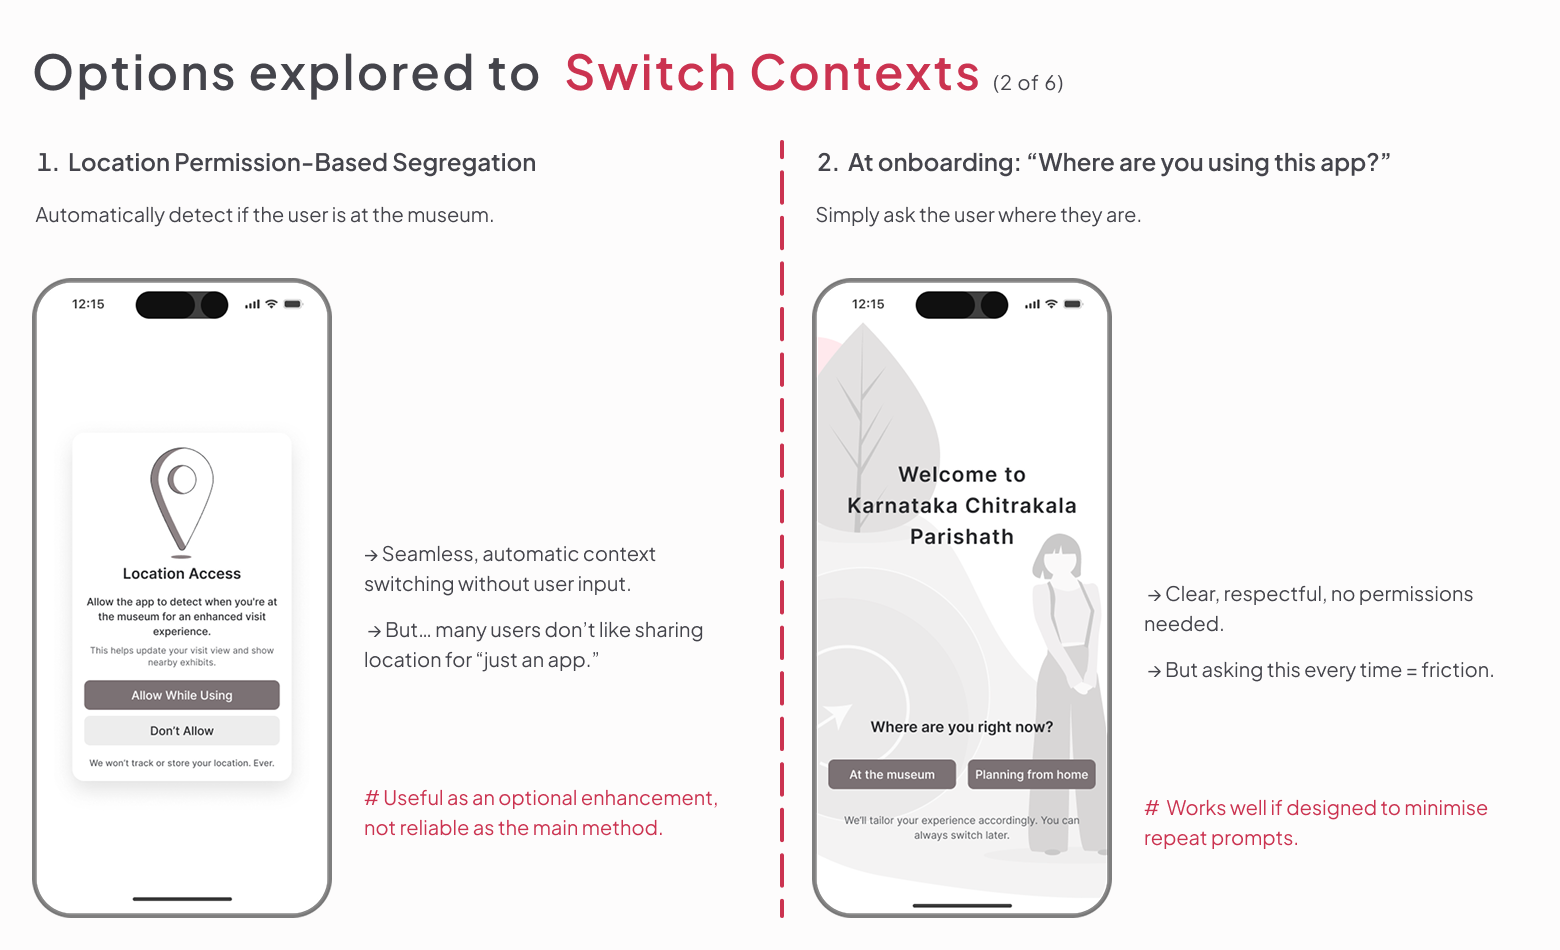 Options explored to Switch Contexts (2 of 6)
1. Location Permission-Based Segregation
Automatically detect if the user is at the museum.
12:15
Location Access
Allow the app to detect when you're at
the museum for an enhanced visit
experience.
This helps update your visit view and show
nearby exhibits.
Allow While Using
Don't Allow
We won't track or store your location. Ever.
→ Seamless, automatic context
switching without user input.
→ But... many users don't like sharing
location for “just an app.”
# Useful as an optional enhancement,
not reliable as the main method.
2. At onboarding: “Where are you using this app?”
Simply ask the user where they are.
12:15
Welcome to
Karnataka Chitrakala
Parishath
Where are you right now?
At the museum
Planning from home
We'll tailor your experience accordingly. You can
always switch later.
→ Clear, respectful, no permissions
needed.
→ But asking this every time = friction.
# Works well if designed to minimise
repeat prompts.